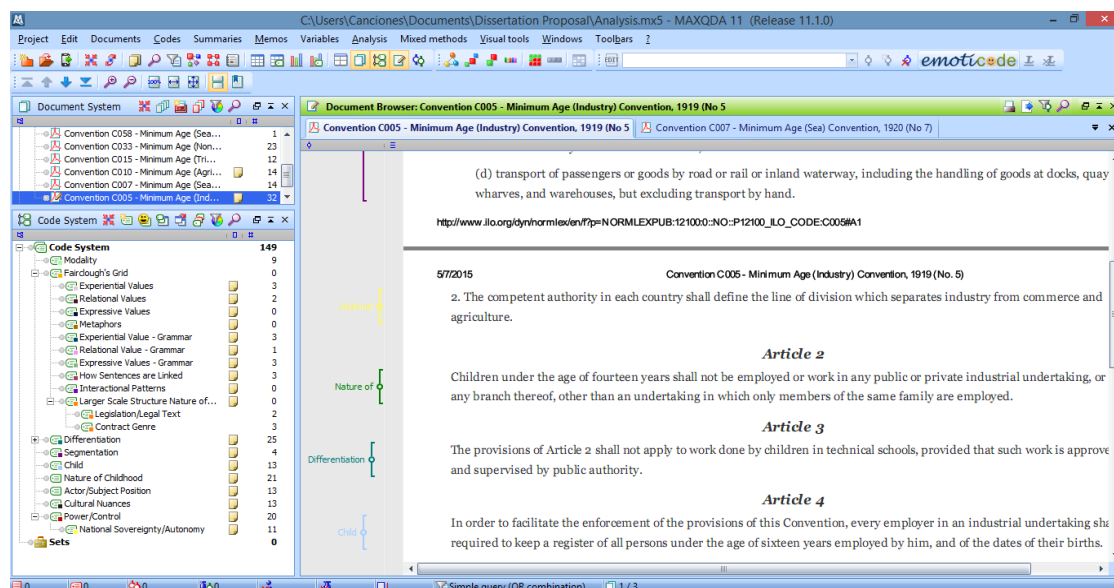 C:\Users\Canciones\Documents\Dissertation Proposal\Analysis.mx5 - MAXQDA 11 (Release 11.1.0)
Project Edit Documents Codes Summaries Memos Variables Analysis Mixed methods Visual tools Windows Toolbars ?
emoticode
Document System
Convention C058 - Minimum Age (Sea... 1
Convention C033 - Minimum Age (Non... 23
Convention C015 - Minimum Age (Tri... 12
Convention C010 - Minimum Age (Agri... 14
Convention C007 - Minimum Age (Sea... 14
Convention C005 - Minimum Age (Ind... 32
Code System
Code System 149
Modality 9
Fairclough's Grid 0
Experiential Values 3
Relational Values 2
Expressive Values 0
Metaphors 0
Experiential Value - Grammar 3
Relational Value - Grammar 1
Expressive Values - Grammar 3
How Sentences are Linked 3
Interactional Patterns 0
Larger Scale Structure Nature of... 0
Legislation/Legal Text 2
Contract Genre 3
Differentiation 25
Segmentation 4
Child 13
Nature of Childhood 21
Actor/Subject Position 13
Cultural Nuances 13
Power/Control 20
National Sovereignty/Autonomy 11
Sets 0
Document Browser: Convention C005 - Minimum Age (Industry) Convention, 1919 (No 5
Convention C005 - Minimum Age (Industry) Convention, 1919 (No 5 Convention C007 - Minimum Age (Sea) Convention, 1920 (No 7)
(d) transport of passengers or goods by road or rail or inland waterway, including the handling of goods at docks, quay
wharves, and warehouses, but excluding transport by hand.
http://www.ilo.org/dyn/normlex/en/f?p=NORMLEXPUB:12100:0::NO::P12100_ILO_CODE:C005#A1
5/7/2015 Convention C005 - Minimum Age (Industry) Convention, 1919 (No. 5)
2. The competent authority in each country shall define the line of division which separates industry from commerce and
agriculture.
Article 2
Nature of
Children under the age of fourteen years shall not be employed or work in any public or private industrial undertaking, or
any branch thereof, other than an undertaking in which only members of the same family are employed.
Article 3
Differentiation
The provisions of Article 2 shall not apply to work done by children in technical schools, provided that such work is approve
and supervised by public authority.
Article 4
Child
In order to facilitate the enforcement of the provisions of this Convention, every employer in an industrial undertaking sha
required to keep a register of all persons under the age of sixteen years employed by him, and of the dates of their births.
Simple query (OR combination) 1 / 3